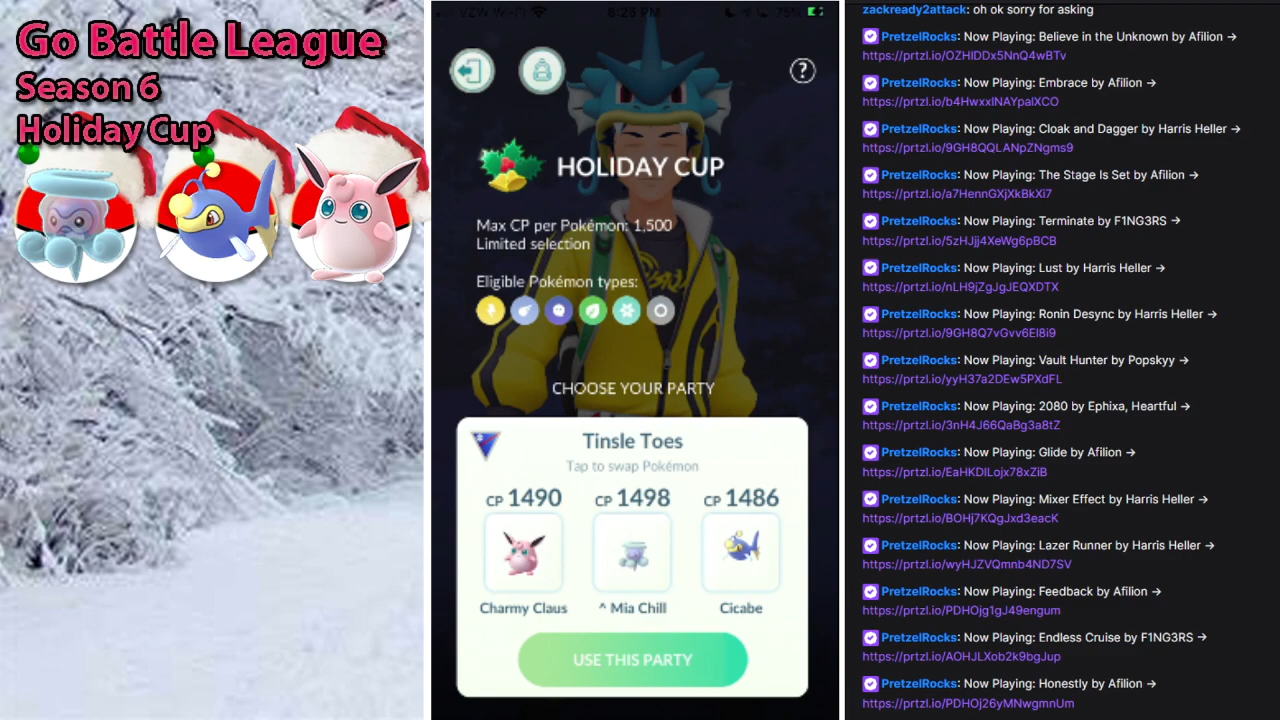 Go Battle League
Season 6
Holiday Cup
VZW Wi-Fi
8:23 PM
75%
?
HOLIDAY CUP
Max CP per Pokémon: 1,500
Limited selection
Eligible Pokémon types:
CHOOSE YOUR PARTY
Tinsle Toes
Tap to swap Pokémon
CP 1490
CP 1498
CP 1486
Charmy Claus
^ Mia Chill
Cicabe
USE THIS PARTY
zackready2attack: oh ok sorry for asking
PretzelRocks: Now Playing: Believe in the Unknown by Afilion →
https://prtzl.io/OZHlDDx5NnQ4wBTv
PretzelRocks: Now Playing: Embrace by Afilion →
https://prtzl.io/b4HwxxlNAYpalXCO
PretzelRocks: Now Playing: Cloak and Dagger by Harris Heller →
https://prtzl.io/9GH8QQLANpZNgms9
PretzelRocks: Now Playing: The Stage Is Set by Afilion →
https://prtzl.io/a7HennGXjXkBkXi7
PretzelRocks: Now Playing: Terminate by F1NG3RS →
https://prtzl.io/5zHJjj4XeWg6pBCB
PretzelRocks: Now Playing: Lust by Harris Heller →
https://prtzl.io/nLH9jZgJgJEQXDTX
PretzelRocks: Now Playing: Ronin Desync by Harris Heller →
https://prtzl.io/9GH8Q7vGvv6El8i9
PretzelRocks: Now Playing: Vault Hunter by Popskyy →
https://prtzl.io/yyH37a2DEw5PXdFL
PretzelRocks: Now Playing: 2080 by Ephixa, Heartful →
https://prtzl.io/3nH4J66QaBg3a8tZ
PretzelRocks: Now Playing: Glide by Afilion →
https://prtzl.io/EaHKDlLojx78xZiB
PretzelRocks: Now Playing: Mixer Effect by Harris Heller →
https://prtzl.io/BOHj7KQgJxd3eacK
PretzelRocks: Now Playing: Lazer Runner by Harris Heller →
https://prtzl.io/wyHJZVQmnb4ND7SV
PretzelRocks: Now Playing: Feedback by Afilion →
https://prtzl.io/PDHOjg1gJ49engum
PretzelRocks: Now Playing: Endless Cruise by F1NG3RS →
https://prtzl.io/AOHJLXob2k9bgJup
PretzelRocks: Now Playing: Honestly by Afilion →
https://prtzl.io/PDHOj26yMNwgmnUm